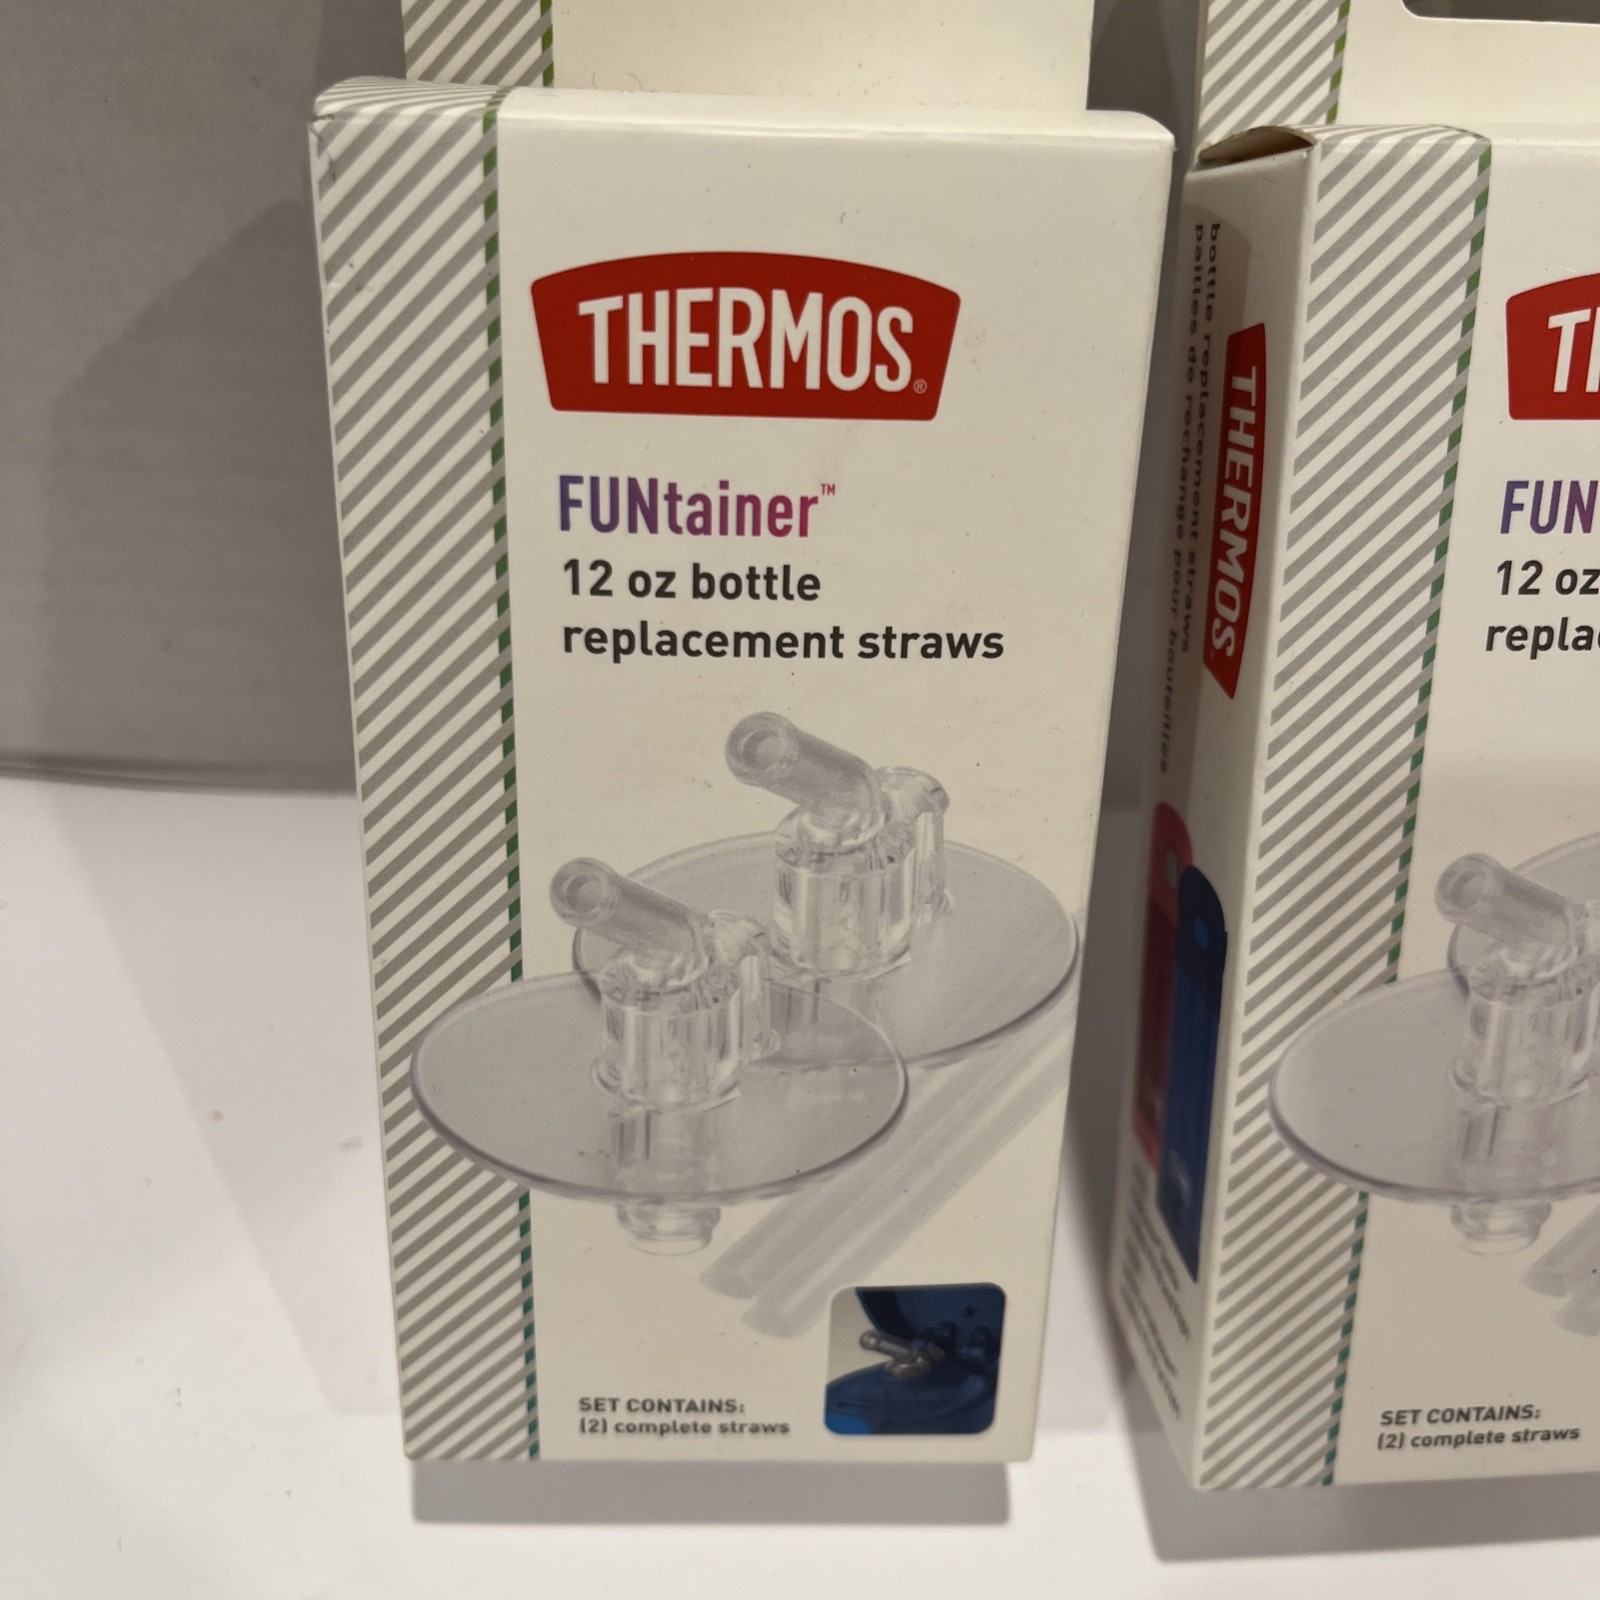 THERMOS®
FUNtainer™
12 oz bottle
replacement straws
SET CONTAINS:
(2) complete straws
bottle replacement straws
pailles de rechange pour bouteilles
THERMOS
FUN
12 oz
SET CONTAINS:
(2) complete straws